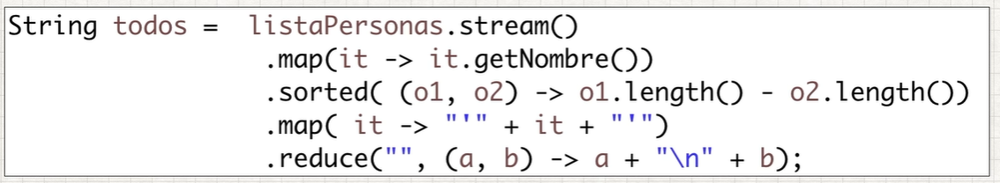 String todos =  listaPersonas.stream()
.map(it -> it.getNombre())
.sorted( (o1, o2) -> o1.length() - o2.length())
.map( it -> "'" + it + "'")
.reduce("", (a, b) -> a + "\n" + b);